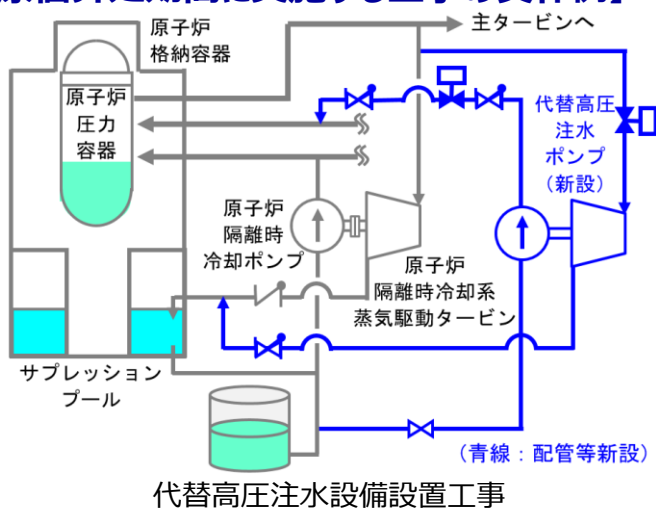 原子炉
格納容器
主タービンへ
原子炉
圧力
容器
代替高圧
注水
ポンプ
（新設）
原子炉
隔離時
冷却ポンプ
原子炉
隔離時冷却系
蒸気駆動タービン
サプレッション
プール
（青線：配管等新設）
代替高圧注水設備設置工事